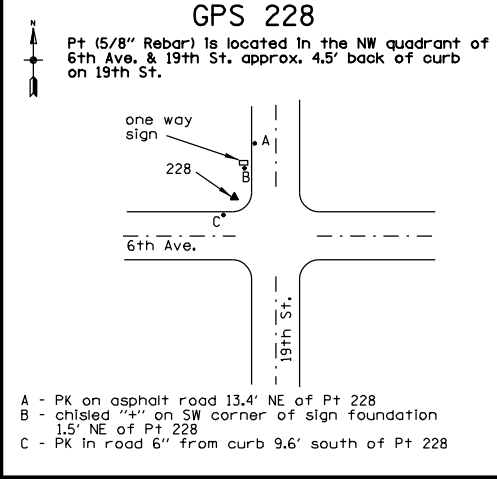 GPS 228
N
Pt (5/8" Rebar) is located in the NW quadrant of
6th Ave. & 19th St. approx. 4.5' back of curb
on 19th St.
one way
sign
A
B
228
C
6th Ave.
19th St.
A - PK on asphalt road 13.4' NE of Pt 228
B - chisled "+" on SW corner of sign foundation
1.5' NE of Pt 228
C - PK in road 6" from curb 9.6' south of Pt 228